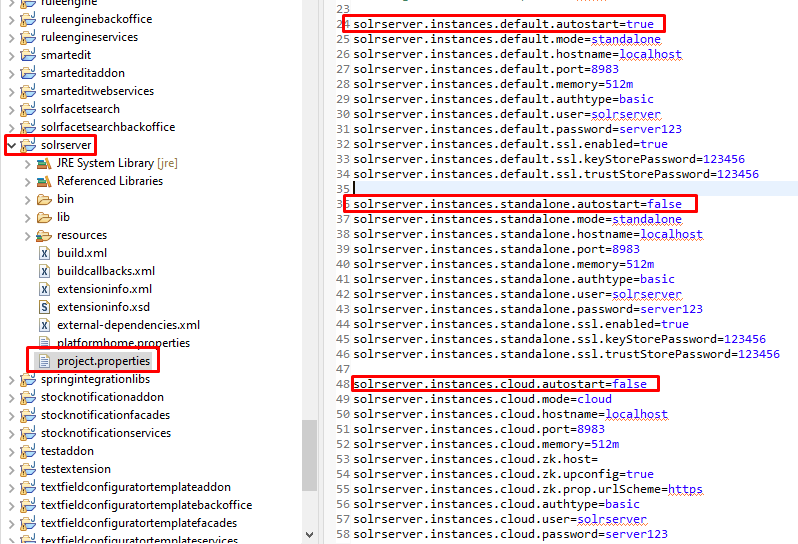 ruleengine
ruleenginebackoffice
ruleengineservices
smartedit
smarteditaddon
smarteditwebservices
solrfacetsearch
solrfacetsearchbackoffice
solrserver
JRE System Library [jre]
Referenced Libraries
bin
lib
resources
build.xml
buildcallbacks.xml
extensioninfo.xml
extensioninfo.xsd
external-dependencies.xml
platformhome.properties
project.properties
springintegrationlibs
stocknotificationaddon
stocknotificationfacades
stocknotificationservices
testaddon
testextension
textfieldconfiguratortemplateaddon
textfieldconfiguratortemplatebackoffice
textfieldconfiguratortemplatefacades
textfieldconfiguratortemplateservices
23
24 solrserver.instances.default.autostart=true
25 solrserver.instances.default.mode=standalone
26 solrserver.instances.default.hostname=localhost
27 solrserver.instances.default.port=8983
28 solrserver.instances.default.memory=512m
29 solrserver.instances.default.authtype=basic
30 solrserver.instances.default.user=solrserver
31 solrserver.instances.default.password=server123
32 solrserver.instances.default.ssl.enabled=true
33 solrserver.instances.default.ssl.keyStorePassword=123456
34 solrserver.instances.default.ssl.trustStorePassword=123456
35
36 solrserver.instances.standalone.autostart=false
37 solrserver.instances.standalone.mode=standalone
38 solrserver.instances.standalone.hostname=localhost
39 solrserver.instances.standalone.port=8983
40 solrserver.instances.standalone.memory=512m
41 solrserver.instances.standalone.authtype=basic
42 solrserver.instances.standalone.user=solrserver
43 solrserver.instances.standalone.password=server123
44 solrserver.instances.standalone.ssl.enabled=true
45 solrserver.instances.standalone.ssl.keyStorePassword=123456
46 solrserver.instances.standalone.ssl.trustStorePassword=123456
47
48 solrserver.instances.cloud.autostart=false
49 solrserver.instances.cloud.mode=cloud
50 solrserver.instances.cloud.hostname=localhost
51 solrserver.instances.cloud.port=8983
52 solrserver.instances.cloud.memory=512m
53 solrserver.instances.cloud.zk.host=
54 solrserver.instances.cloud.zk.upconfig=true
55 solrserver.instances.cloud.zk.prop.urlScheme=https
56 solrserver.instances.cloud.authtype=basic
57 solrserver.instances.cloud.user=solrserver
58 solrserver.instances.cloud.password=server123